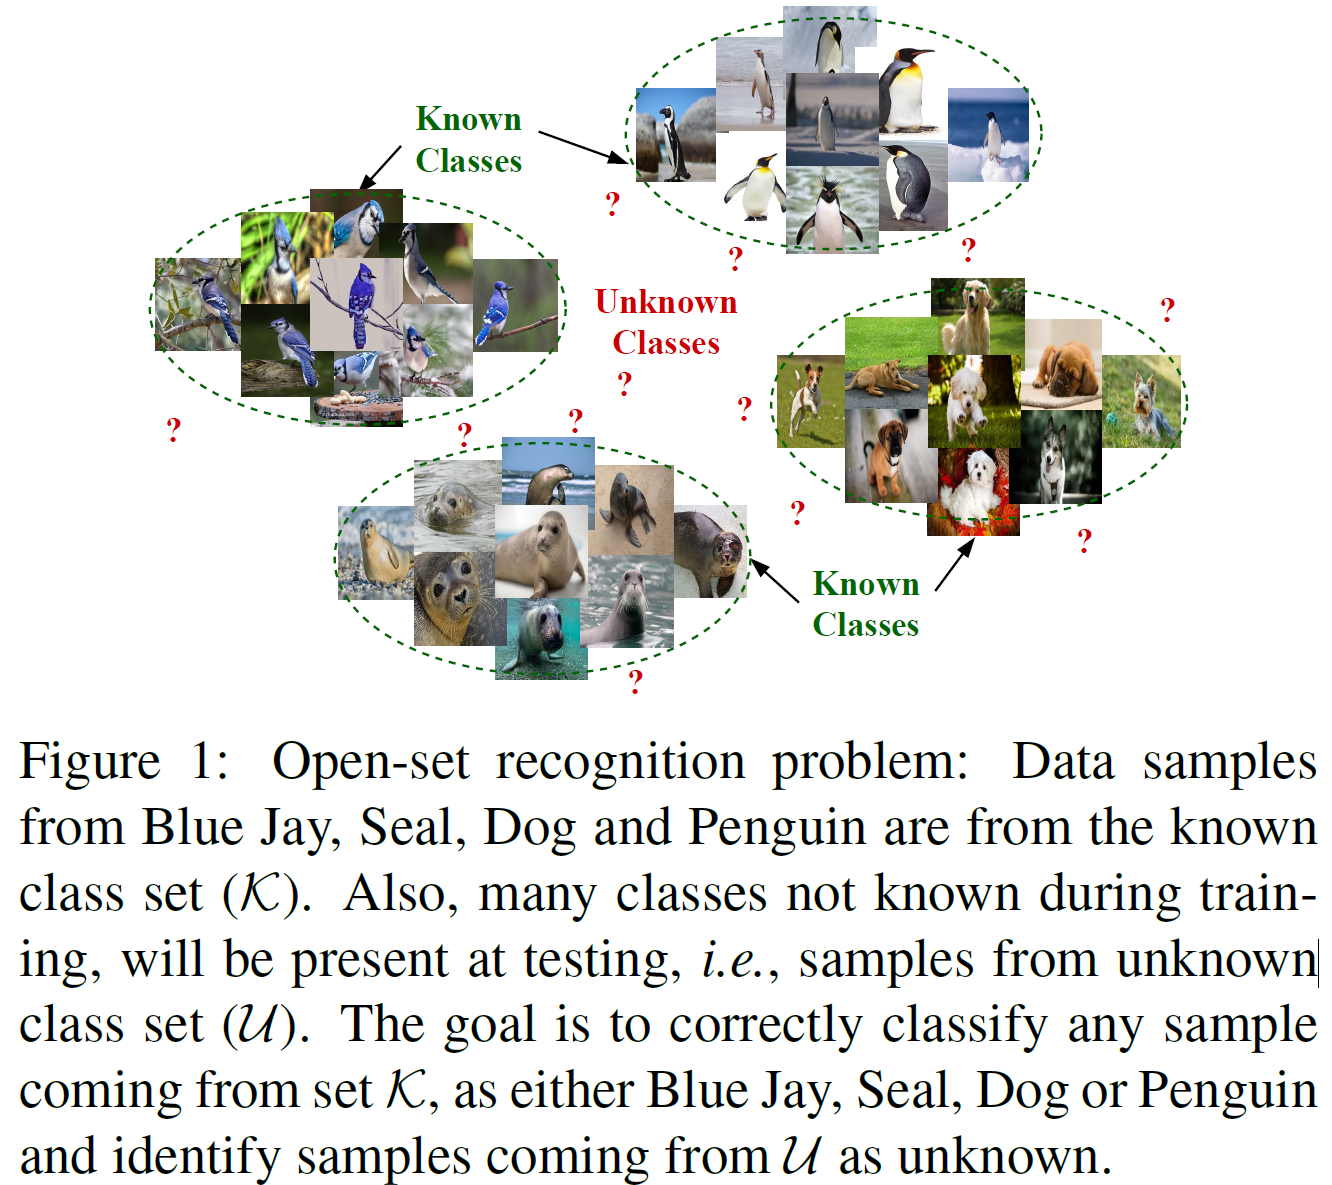 Known
Classes
?
?
?
Unknown
Classes
?
?
?
?
?
?
?
?
Known
Classes
?
Figure 1: Open-set recognition problem: Data samples
from Blue Jay, Seal, Dog and Penguin are from the known
class set (𝒦). Also, many classes not known during train-
ing, will be present at testing, i.e., samples from unknown
class set (𝒰). The goal is to correctly classify any sample
coming from set 𝒦, as either Blue Jay, Seal, Dog or Penguin
and identify samples coming from 𝒰 as unknown.